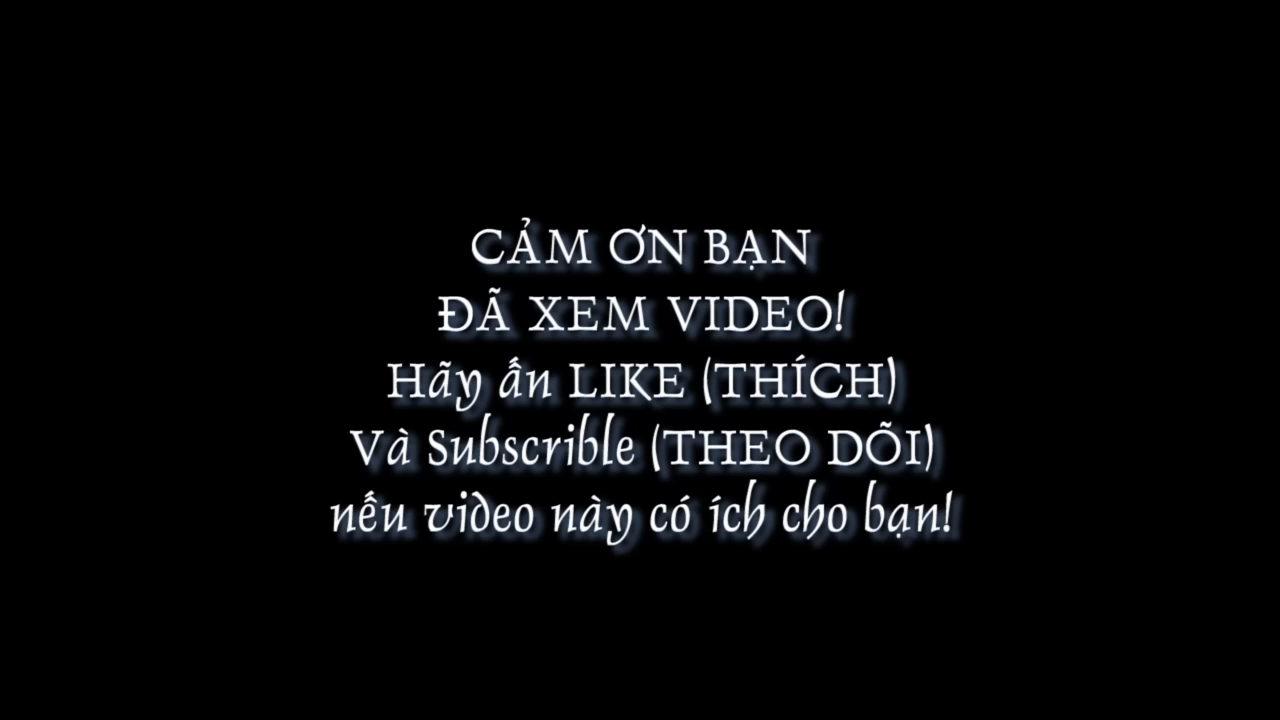 CẢM ƠN BẠN
ĐÃ XEM VIDEO!
Hãy ấn LIKE (THÍCH)
Và Subscrible (THEO DÕI)
nếu video này có ích cho bạn!